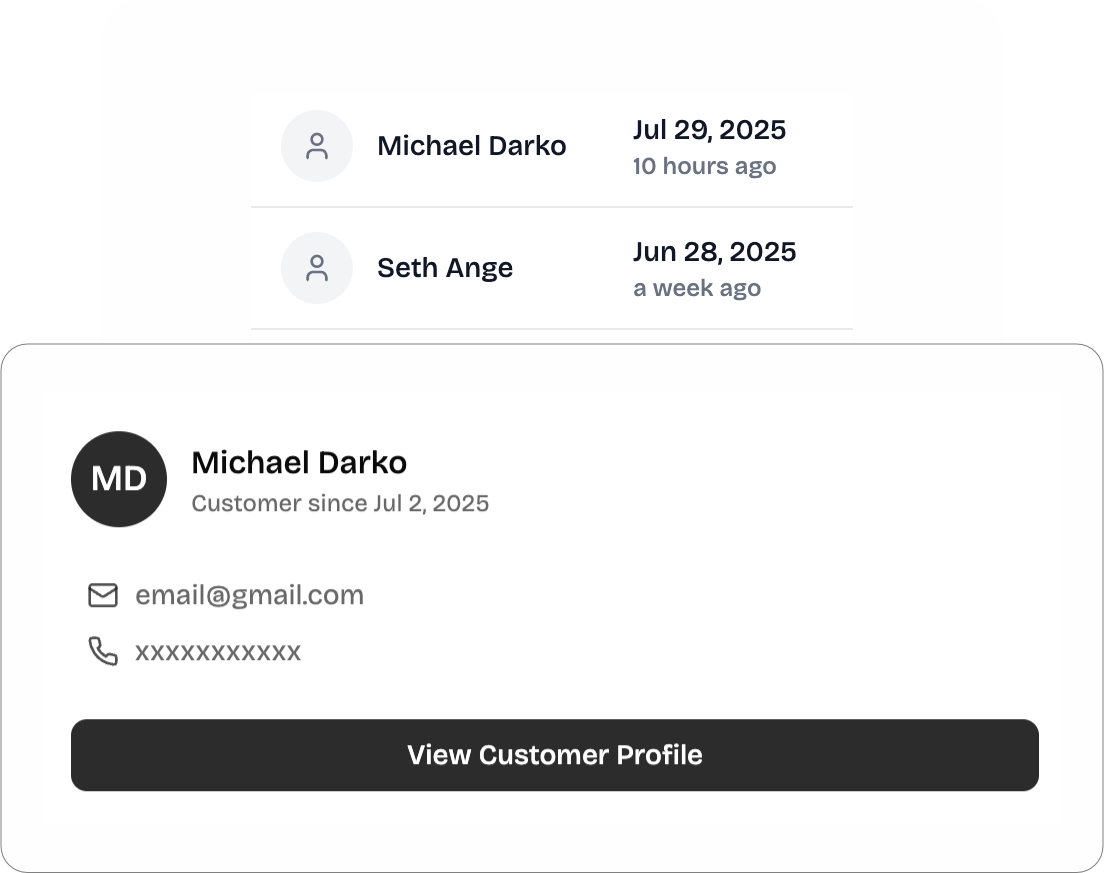 Michael Darko
Jul 29, 2025
10 hours ago
Seth Ange
Jun 28, 2025
a week ago
MD
Michael Darko
Customer since Jul 2, 2025
email@gmail.com
xxxxxxxxxxx
View Customer Profile